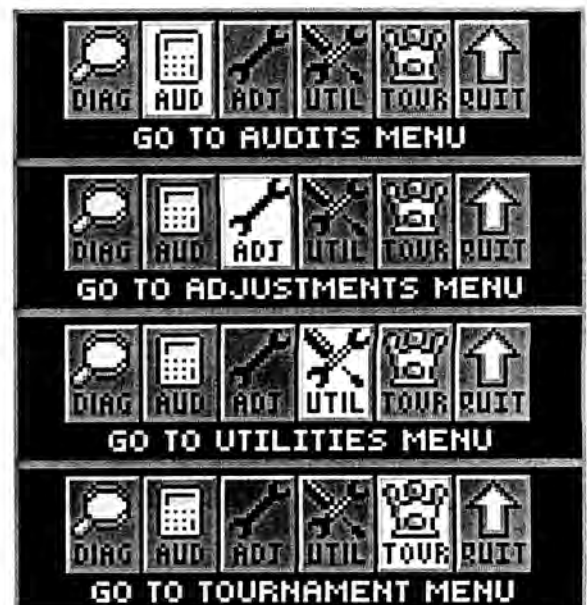 DIAG AUD ADJ UTIL TOUR QUIT
GO TO AUDITS MENU
DIAG AUD ADJ UTIL TOUR QUIT
GO TO ADJUSTMENTS MENU
DIAG AUD ADJ UTIL TOUR QUIT
GO TO UTILITIES MENU
DIAG AUD ADJ UTIL TOUR QUIT
GO TO TOURNAMENT MENU